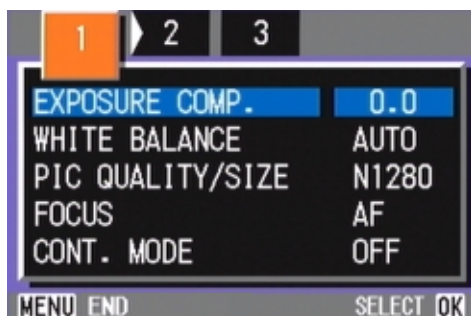 1 2 3
EXPOSURE COMP. 0.0
WHITE BALANCE AUTO
PIC QUALITY/SIZE N1280
FOCUS AF
CONT. MODE OFF
MENU END SELECT OK